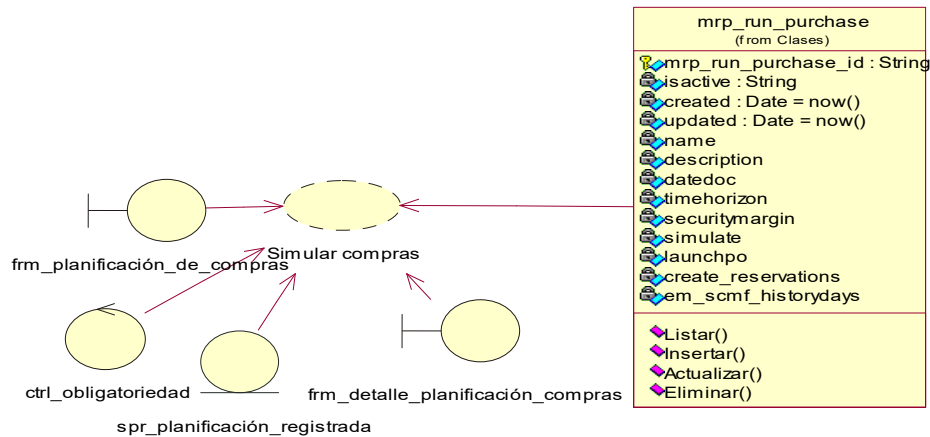 mrp_run_purchase
(from Clases)
mrp_run_purchase_id : String
isactive : String
created : Date = now()
updated : Date = now()
name
description
datedoc
timehorizon
securitymargin
simulate
launchpo
create_reservations
em_scmf_historydays
Listar()
Insertar()
Actualizar()
Eliminar()
Simular compras
frm_planificación_de_compras
ctrl_obligatoriedad
frm_detalle_planificación_compras
spr_planificación_registrada